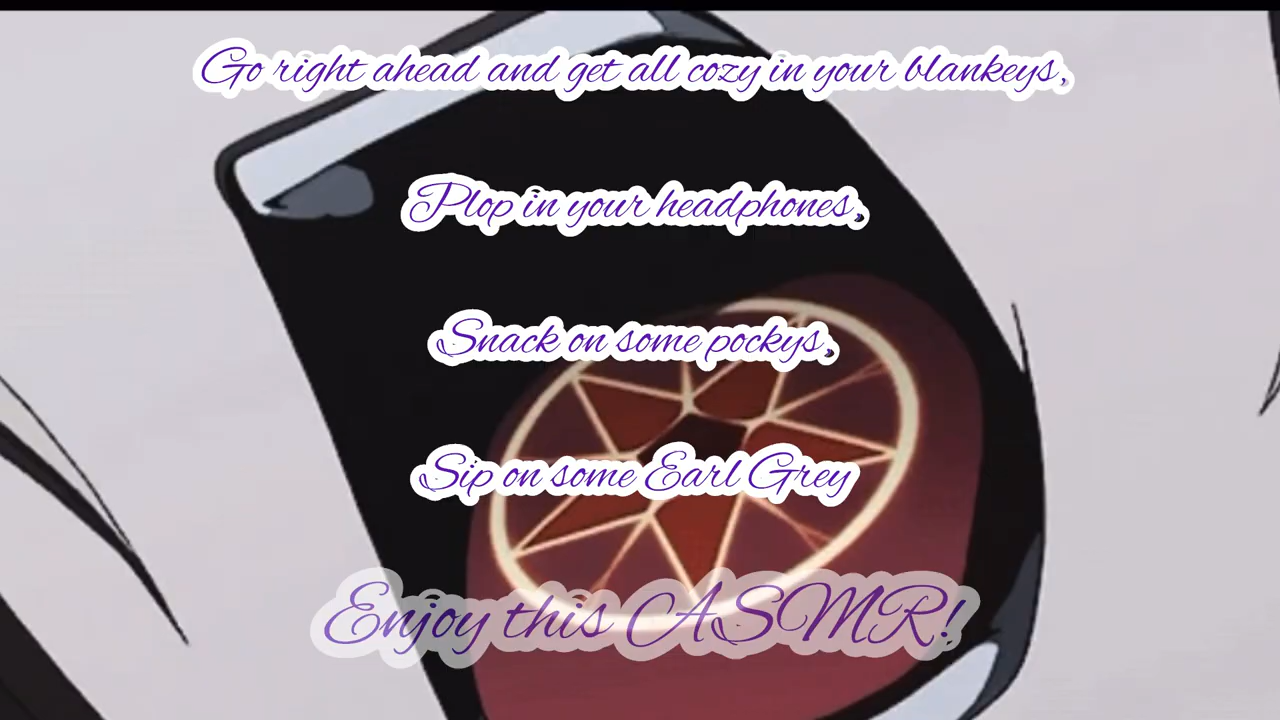 Go right ahead and get all cozy in your blankeys,
Plop in your headphones,
Snack on some pockys,
Sip on some Earl Grey
Enjoy this ASMR!